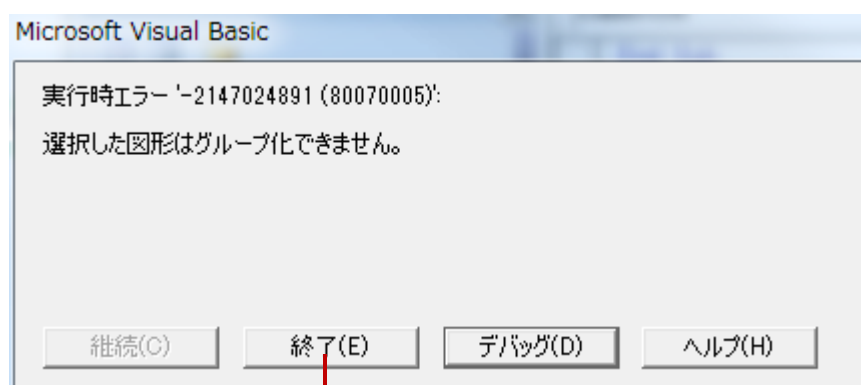 Microsoft Visual Basic
実行時エラー '-2147024891 (80070005)':
選択した図形はグループ化できません。
継続(C) 終了(E) デバッグ(D) ヘルプ(H)